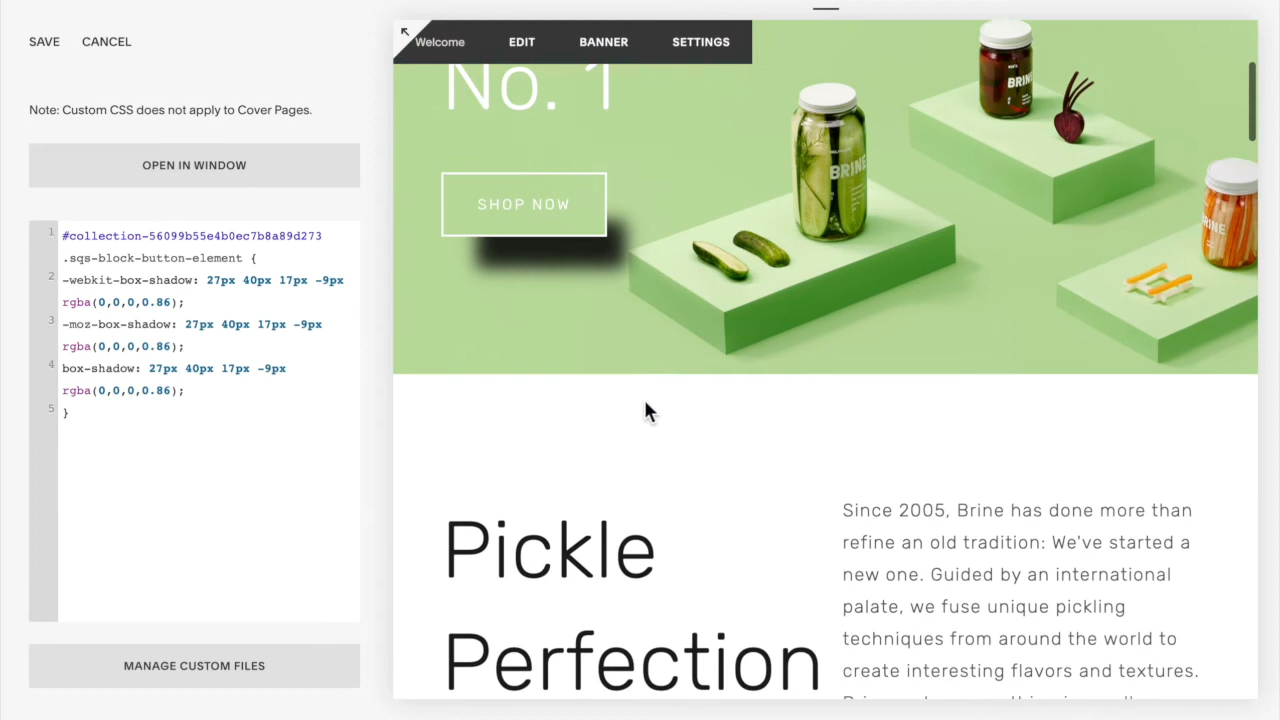 SAVE CANCEL
Note: Custom CSS does not apply to Cover Pages.
OPEN IN WINDOW
1 #collection-56099b55e4b0ec7b8a89d273
.sqs-block-button-element {
2 -webkit-box-shadow: 27px 40px 17px -9px
rgba(0,0,0,0.86);
3 -moz-box-shadow: 27px 40px 17px -9px
rgba(0,0,0,0.86);
4 box-shadow: 27px 40px 17px -9px
rgba(0,0,0,0.86);
5 }
MANAGE CUSTOM FILES
Welcome EDIT BANNER SETTINGS
No. 1
SHOP NOW
BRINE
BRINE
BRINE
Pickle
Perfection
Since 2005, Brine has done more than
refine an old tradition: We've started a
new one. Guided by an international
palate, we fuse unique pickling
techniques from around the world to
create interesting flavors and textures.